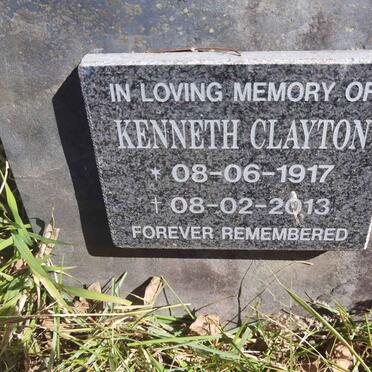 IN LOVING MEMORY OF
KENNETH CLAYTON
* 08-06-1917
† 08-02-2013
FOREVER REMEMBERED